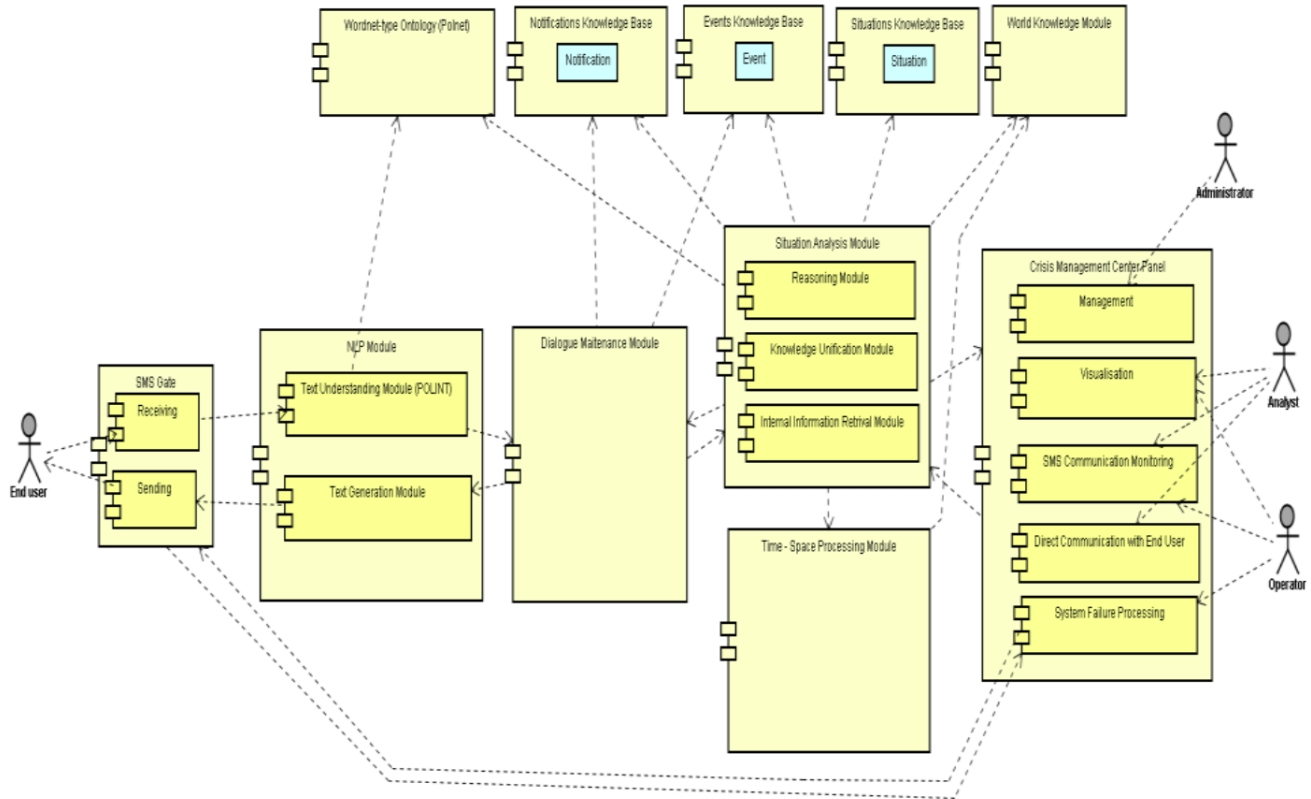 Wordnet-type Ontology (Polnet)
Notifications Knowledge Base
Notification
Events Knowledge Base
Event
Situations Knowledge Base
Situation
World Knowledge Module
Administrator
Situation Analysis Module
Reasoning Module
Knowledge Unification Module
Internal Information Retrival Module
Crisis Management Center Panel
Management
Visualisation
SMS Communication Monitoring
Direct Communication with End User
System Failure Processing
Analyst
Operator
NLP Module
Text Understanding Module (POLINT)
Text Generation Module
Dialogue Maitenance Module
SMS Gate
Receiving
Sending
End user
Time - Space Processing Module